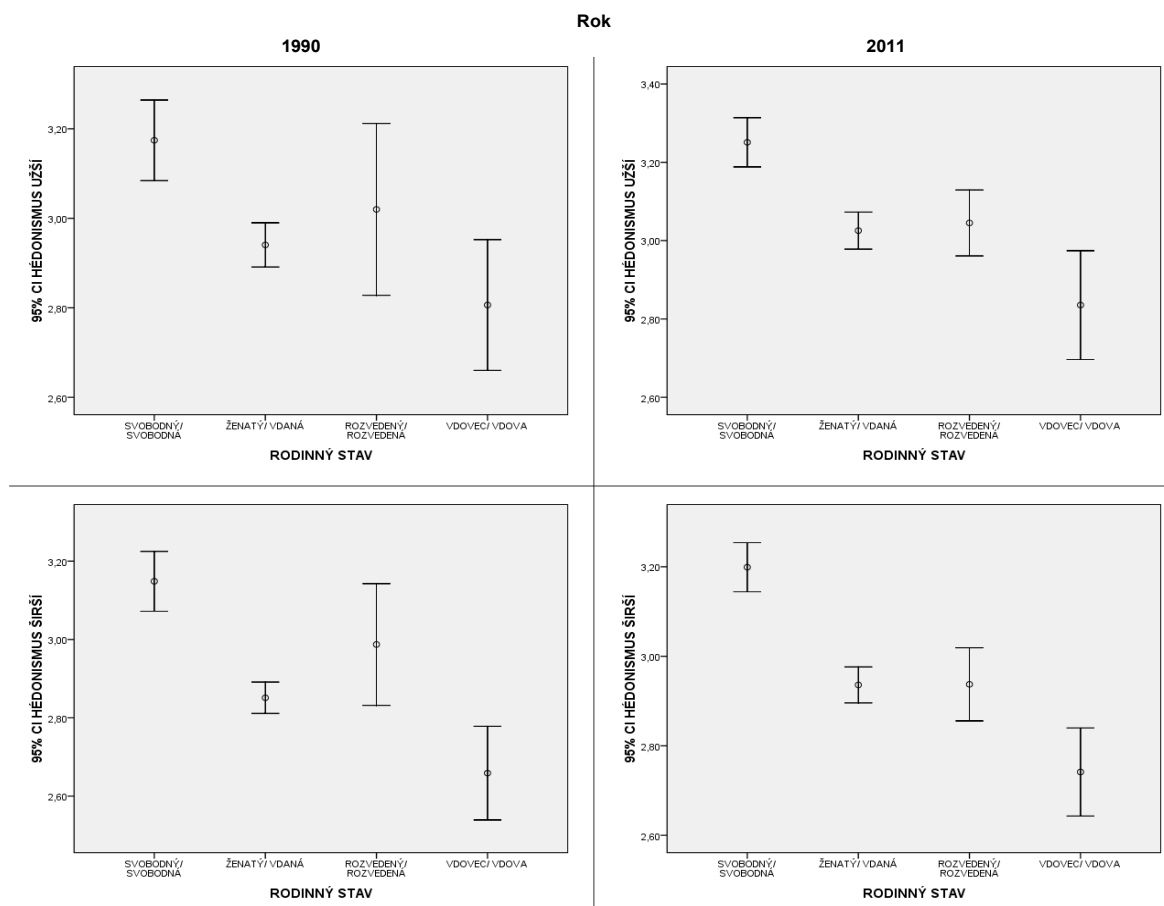 Rok
1990
2011
95% CI HÉDONISMUS UŽŠÍ
3,20
3,00
2,80
2,60
SVOBODNÝ/
SVOBODNÁ
ŽENATÝ/ VDANÁ
ROZVEDENÝ/
ROZVEDENÁ
VDOVEC/ VDOVA
RODINNÝ STAV
95% CI HÉDONISMUS UŽŠÍ
3,40
3,20
3,00
2,80
2,60
SVOBODNÝ/
SVOBODNÁ
ŽENATÝ/ VDANÁ
ROZVEDENÝ/
ROZVEDENÁ
VDOVEC/ VDOVA
RODINNÝ STAV
95% CI HÉDONISMUS ŠIRŠÍ
3,20
3,00
2,80
2,60
SVOBODNÝ/
SVOBODNÁ
ŽENATÝ/ VDANÁ
ROZVEDENÝ/
ROZVEDENÁ
VDOVEC/ VDOVA
RODINNÝ STAV
95% CI HÉDONISMUS ŠIRŠÍ
3,20
3,00
2,80
2,60
SVOBODNÝ/
SVOBODNÁ
ŽENATÝ/ VDANÁ
ROZVEDENÝ/
ROZVEDENÁ
VDOVEC/ VDOVA
RODINNÝ STAV